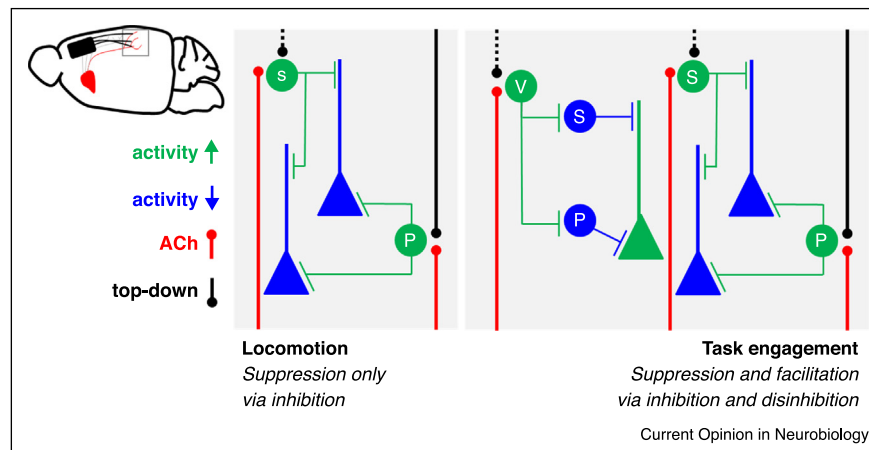 s
V
S
S
activity
activity
P
P
P
ACh
top-down
Locomotion
Suppression only
via inhibition
Task engagement
Suppression and facilitation
via inhibition and disinhibition
Current Opinion in Neurobiology